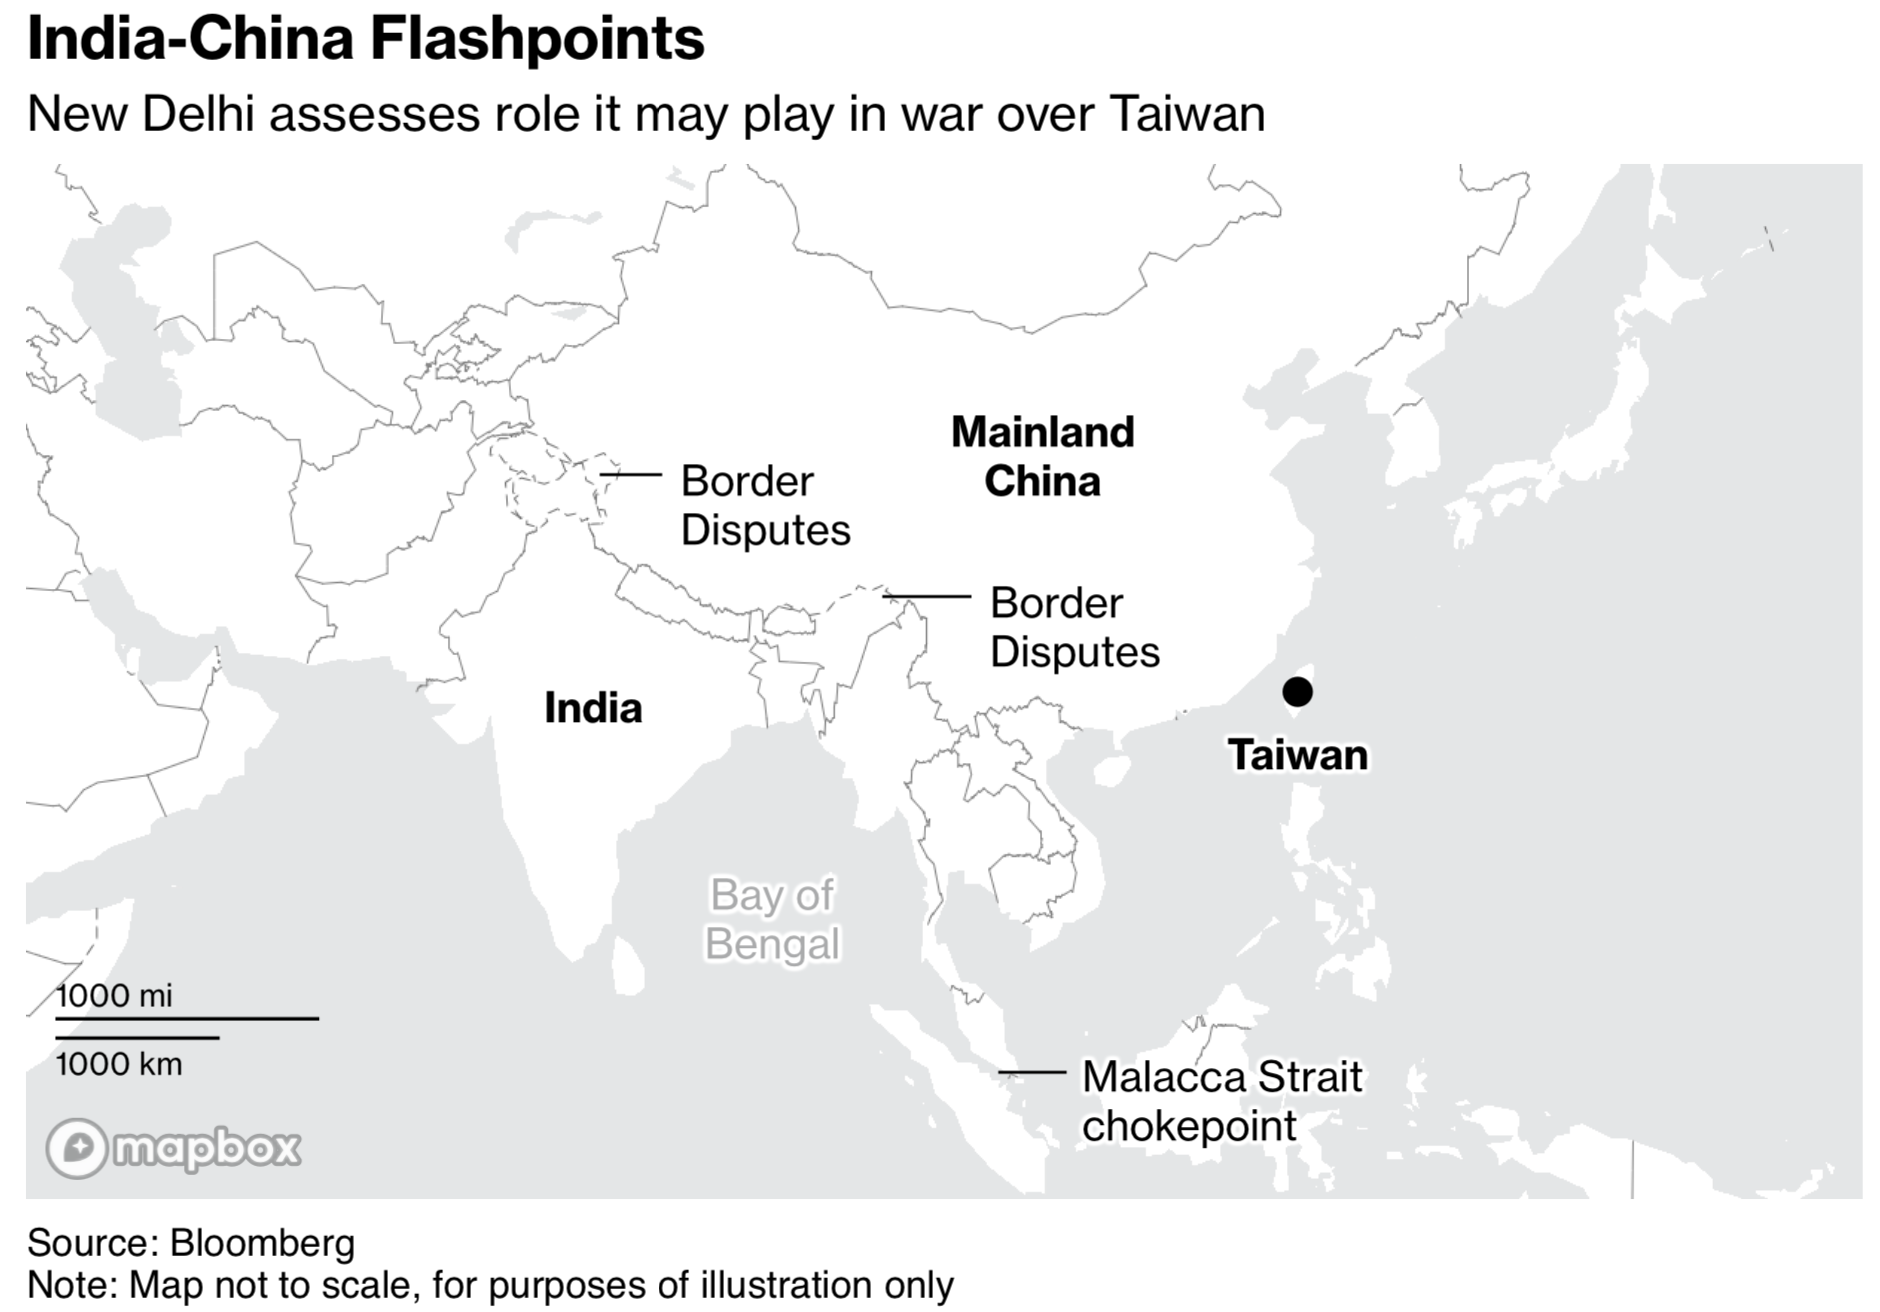 India-China Flashpoints
New Delhi assesses role it may play in war over Taiwan
Mainland
China
Border
Disputes
Border
Disputes
India
Taiwan
Bay of
Bengal
1000 mi
1000 km
Malacca Strait
chokepoint
mapbox
Source: Bloomberg
Note: Map not to scale, for purposes of illustration only